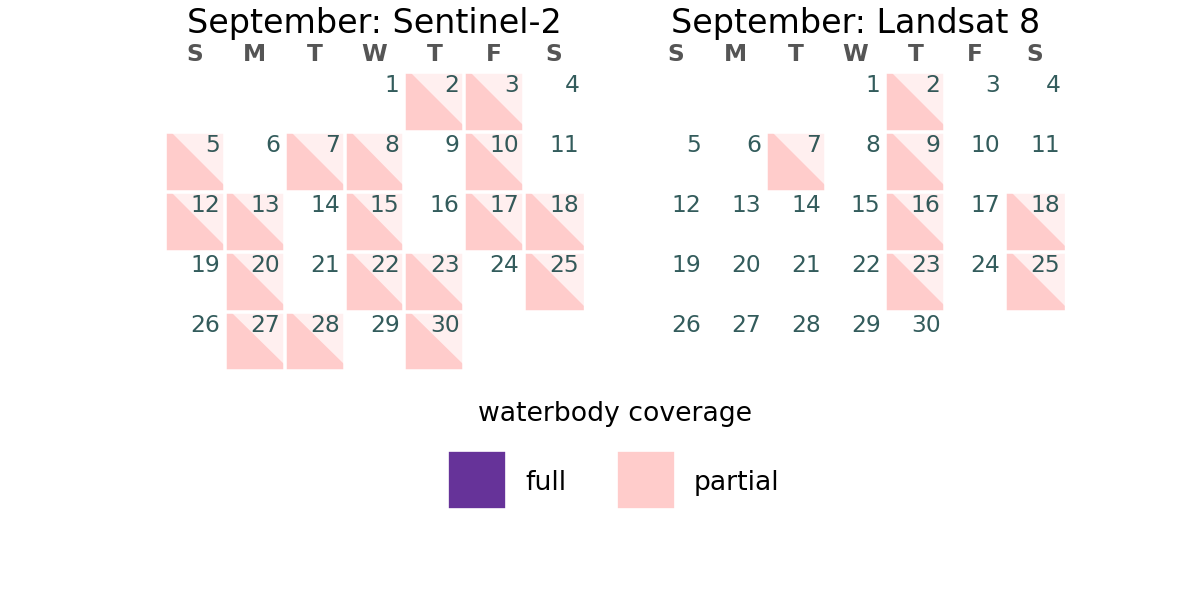 September: Sentinel-2
S M T W T F S
1 2 3 4
5 6 7 8 9 10 11
12 13 14 15 16 17 18
19 20 21 22 23 24 25
26 27 28 29 30
September: Landsat 8
S M T W T F S
1 2 3 4
5 6 7 8 9 10 11
12 13 14 15 16 17 18
19 20 21 22 23 24 25
26 27 28 29 30
waterbody coverage
full partial